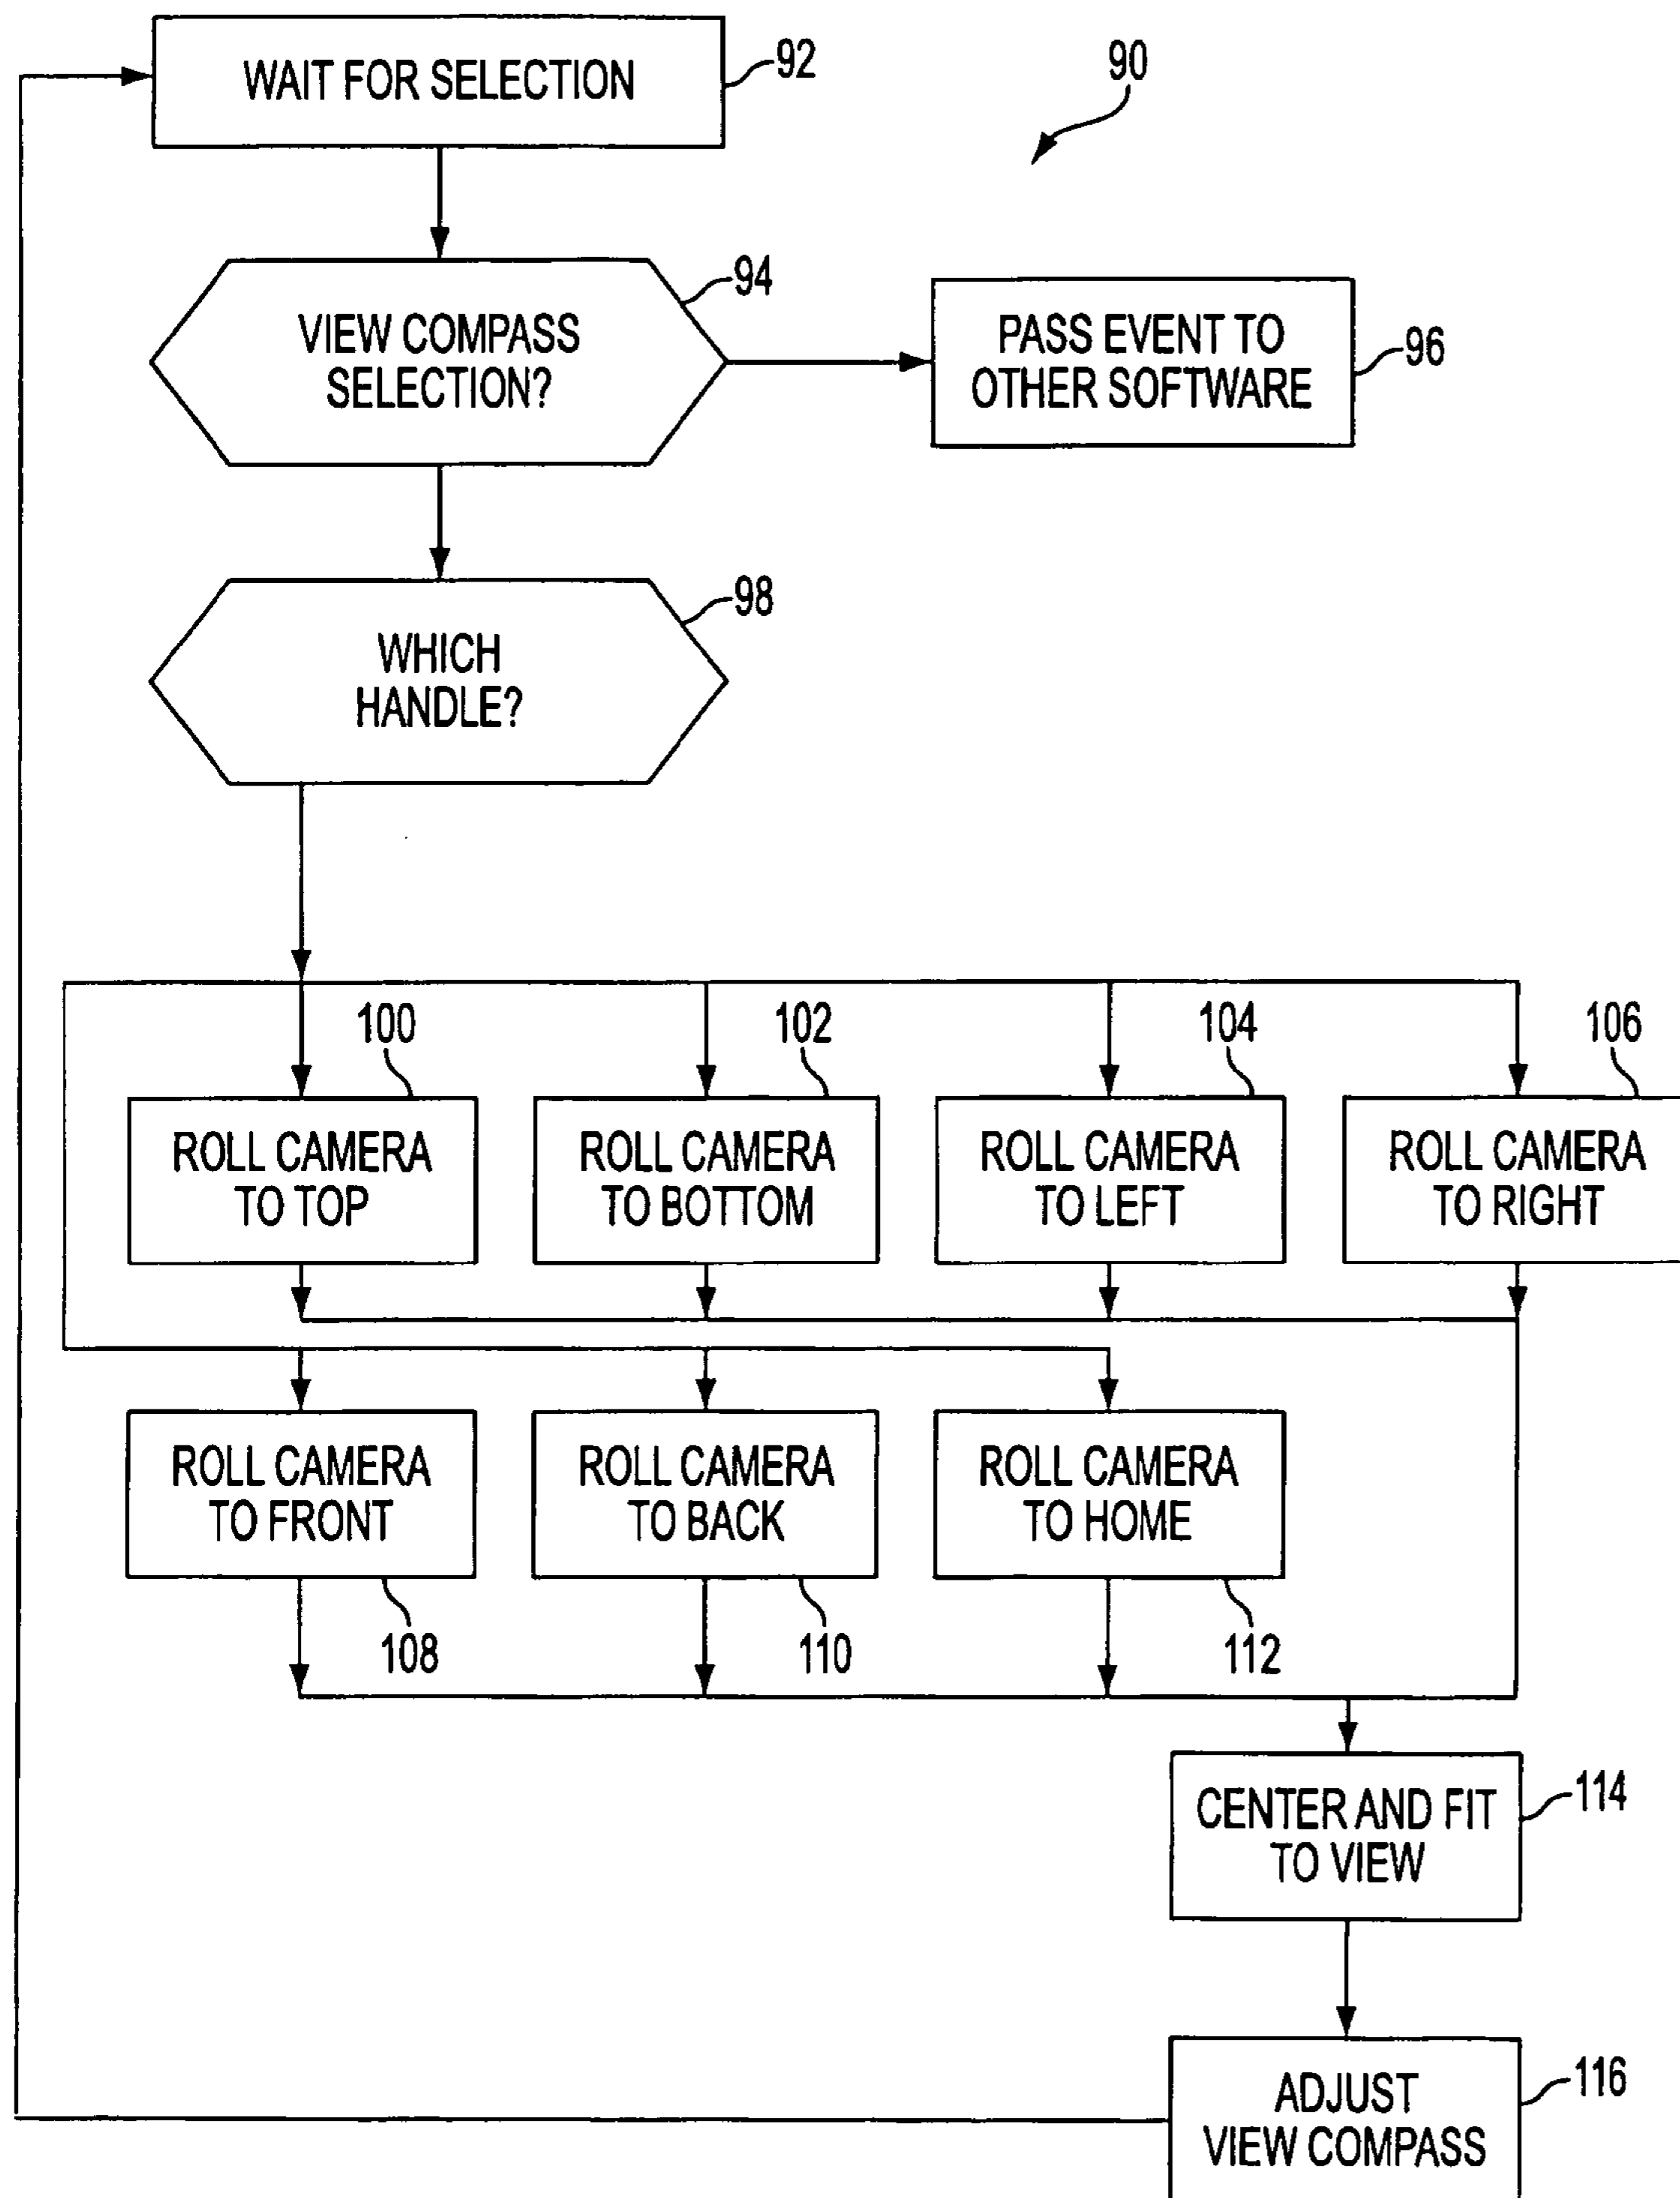 WAIT FOR SELECTION
92
90
VIEW COMPASS
SELECTION?
94
PASS EVENT TO
OTHER SOFTWARE
96
WHICH
HANDLE?
98
100
102
104
106
ROLL CAMERA
TO TOP
ROLL CAMERA
TO BOTTOM
ROLL CAMERA
TO LEFT
ROLL CAMERA
TO RIGHT
ROLL CAMERA
TO FRONT
ROLL CAMERA
TO BACK
ROLL CAMERA
TO HOME
108
110
112
CENTER AND FIT
TO VIEW
114
ADJUST
VIEW COMPASS
116